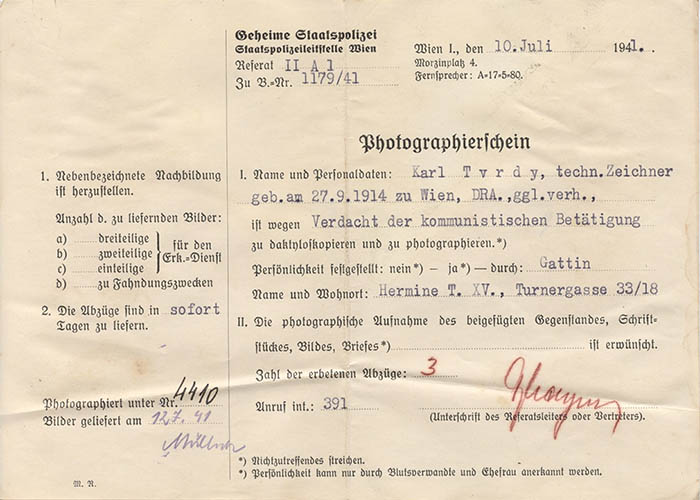 Geheime Staatspolizei
Staatspolizeileitstelle Wien
Referat II A 1
Zu B.=Nr. 1179/41
Wien I., den 10. Juli 1941.
Morzinplatz 4.
Fernsprecher: A=17=5=80.
Photographierschein
1. Nebenbezeichnete Nachbildung
ist herzustellen.
Anzahl d. zu liefernden Bilder:
a) dreiteilige
b) zweiteilige
c) einteilige
für den
Erk.=Dienst
d) zu Fahndungszwecken
2. Die Abzüge sind in sofort
Tagen zu liefern.
Photographiert unter Nr. 4410
Bilder geliefert am 12.7.41
M. R.
I. Name und Personaldaten: Karl T v r d y, techn.Zeichner
geb.am 27.9.1914 zu Wien, DRA.,ggl.verh.,
ist wegen Verdacht der kommunistischen Betätigung
zu daktyloskopieren und zu photographieren.*)
Persönlichkeit festgestellt: nein*) – ja*) – durch: Gattin
Name und Wohnort: Hermine T. XV., Turnergasse 33/18
II. Die photographische Aufnahme des beigefügten Gegenstandes, Schrift=
stückes, Bildes, Briefes*) ist erwünscht.
Zahl der erbetenen Abzüge: 3
Anruf int.: 391
(Unterschrift des Referatsleiters oder Vertreters).
*) Nichtzutreffendes streichen.
*) Persönlichkeit kann nur durch Blutsverwandte und Ehefrau anerkannt werden.